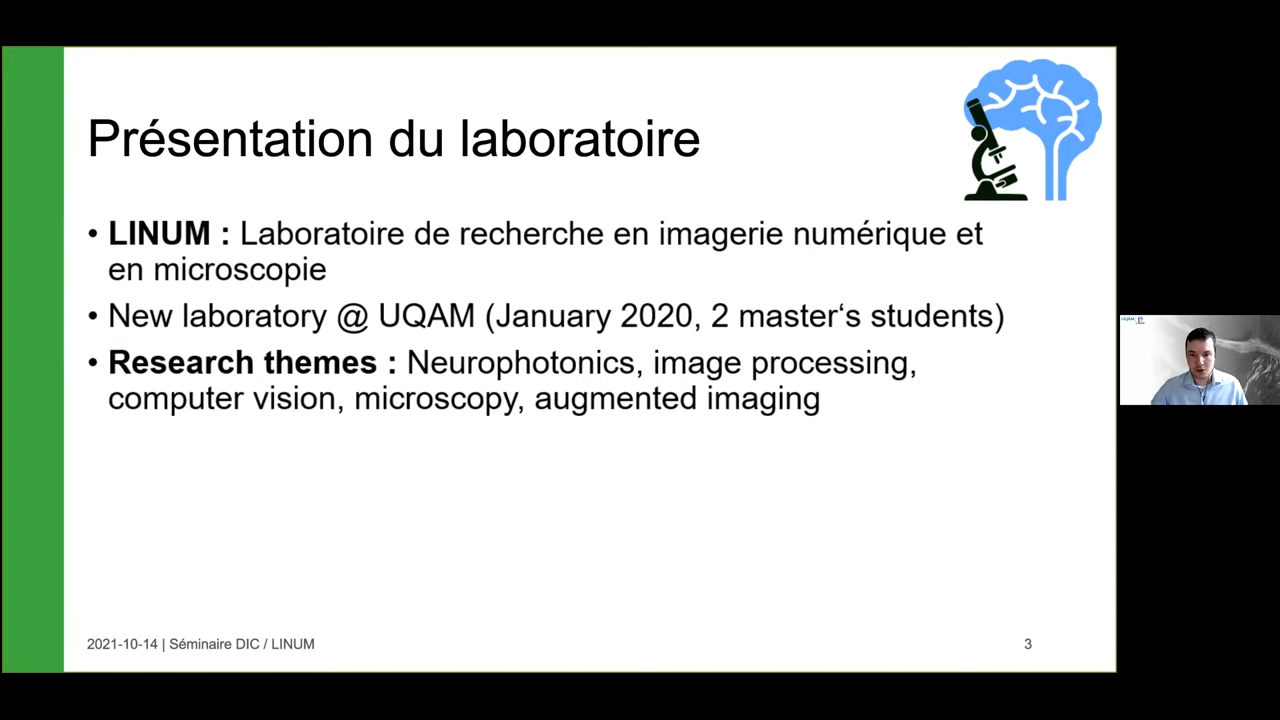 Présentation du laboratoire
• LINUM : Laboratoire de recherche en imagerie numérique et
en microscopie
• New laboratory @ UQAM (January 2020, 2 master‘s students)
• Research themes : Neurophotonics, image processing,
computer vision, microscopy, augmented imaging
2021-10-14 | Séminaire DIC / LINUM
3
UQÀM